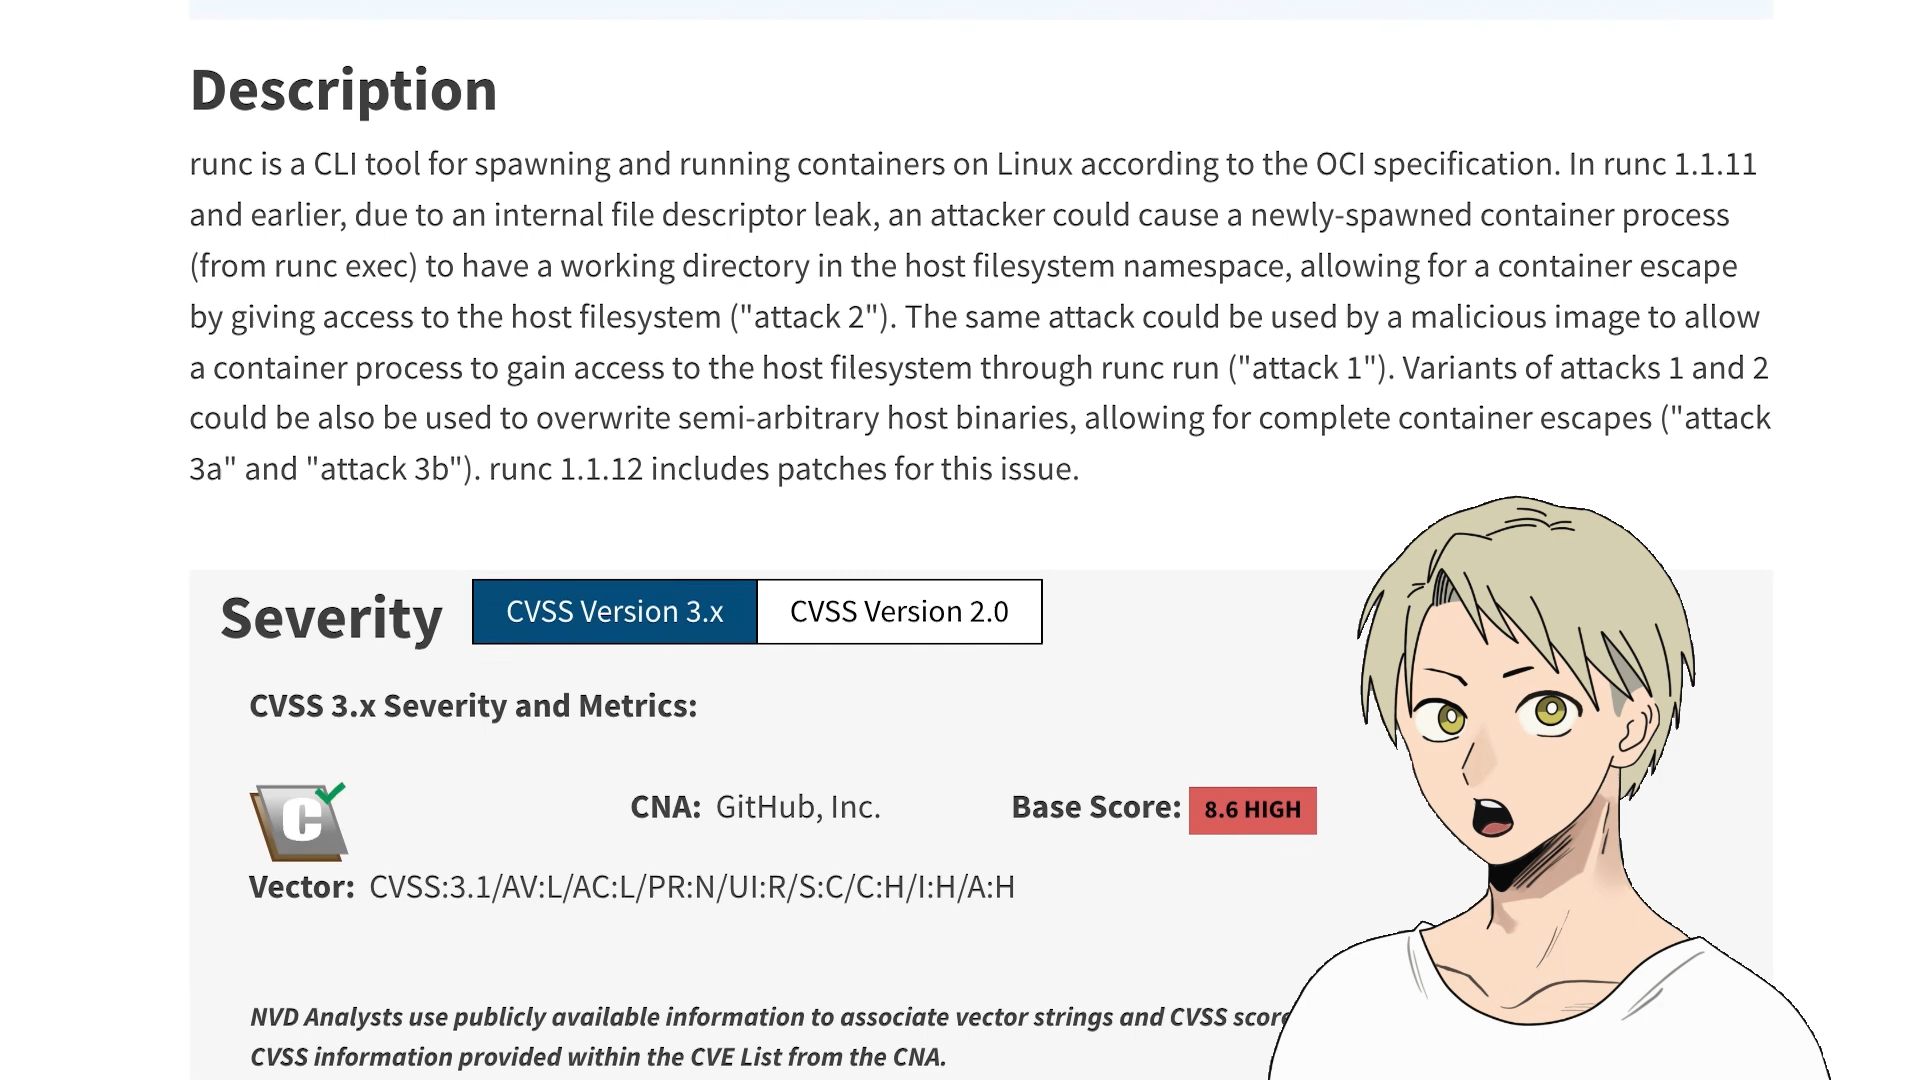 Description
runc is a CLI tool for spawning and running containers on Linux according to the OCI specification. In runc 1.1.11
and earlier, due to an internal file descriptor leak, an attacker could cause a newly-spawned container process
(from runc exec) to have a working directory in the host filesystem namespace, allowing for a container escape
by giving access to the host filesystem ("attack 2"). The same attack could be used by a malicious image to allow
a container process to gain access to the host filesystem through runc run ("attack 1"). Variants of attacks 1 and 2
could be also be used to overwrite semi-arbitrary host binaries, allowing for complete container escapes ("attack
3a" and "attack 3b"). runc 1.1.12 includes patches for this issue.
Severity CVSS Version 3.x CVSS Version 2.0
CVSS 3.x Severity and Metrics:
C CNA: GitHub, Inc. Base Score: 8.6 HIGH
Vector: CVSS:3.1/AV:L/AC:L/PR:N/UI:R/S:C/C:H/I:H/A:H
NVD Analysts use publicly available information to associate vector strings and CVSS
CVSS information provided within the CVE List from the CNA.